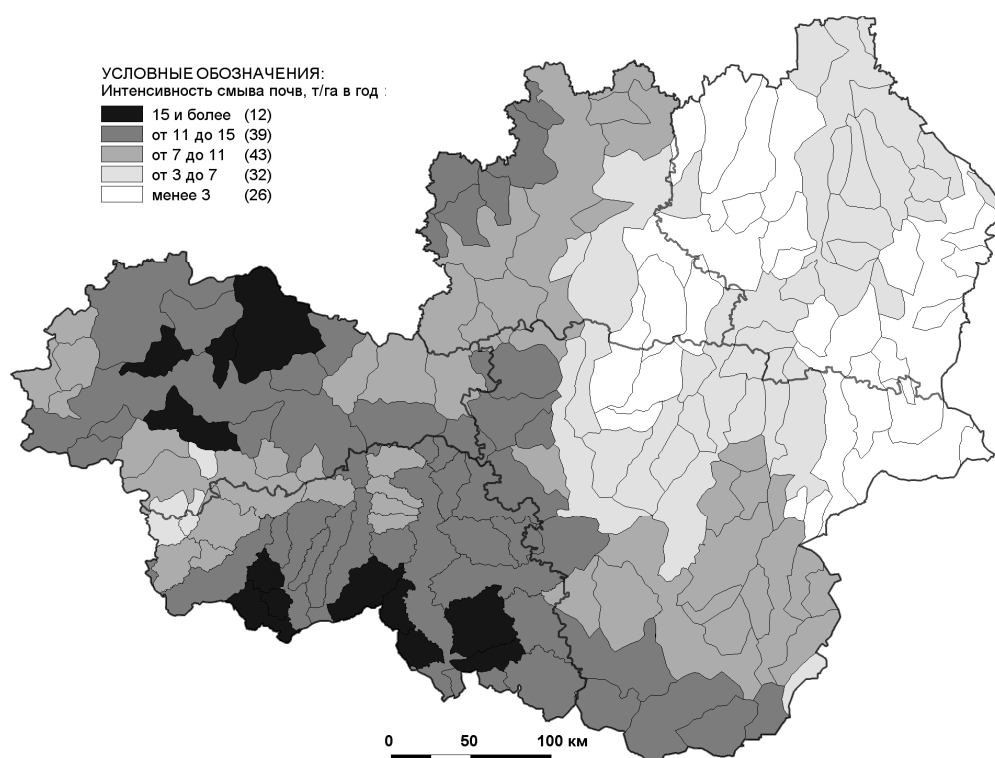 УСЛОВНЫЕ ОБОЗНАЧЕНИЯ:
Интенсивность смыва почв, т/га в год :
15 и более (12)
от 11 до 15 (39)
от 7 до 11 (43)
от 3 до 7 (32)
менее 3 (26)
0 50 100 км